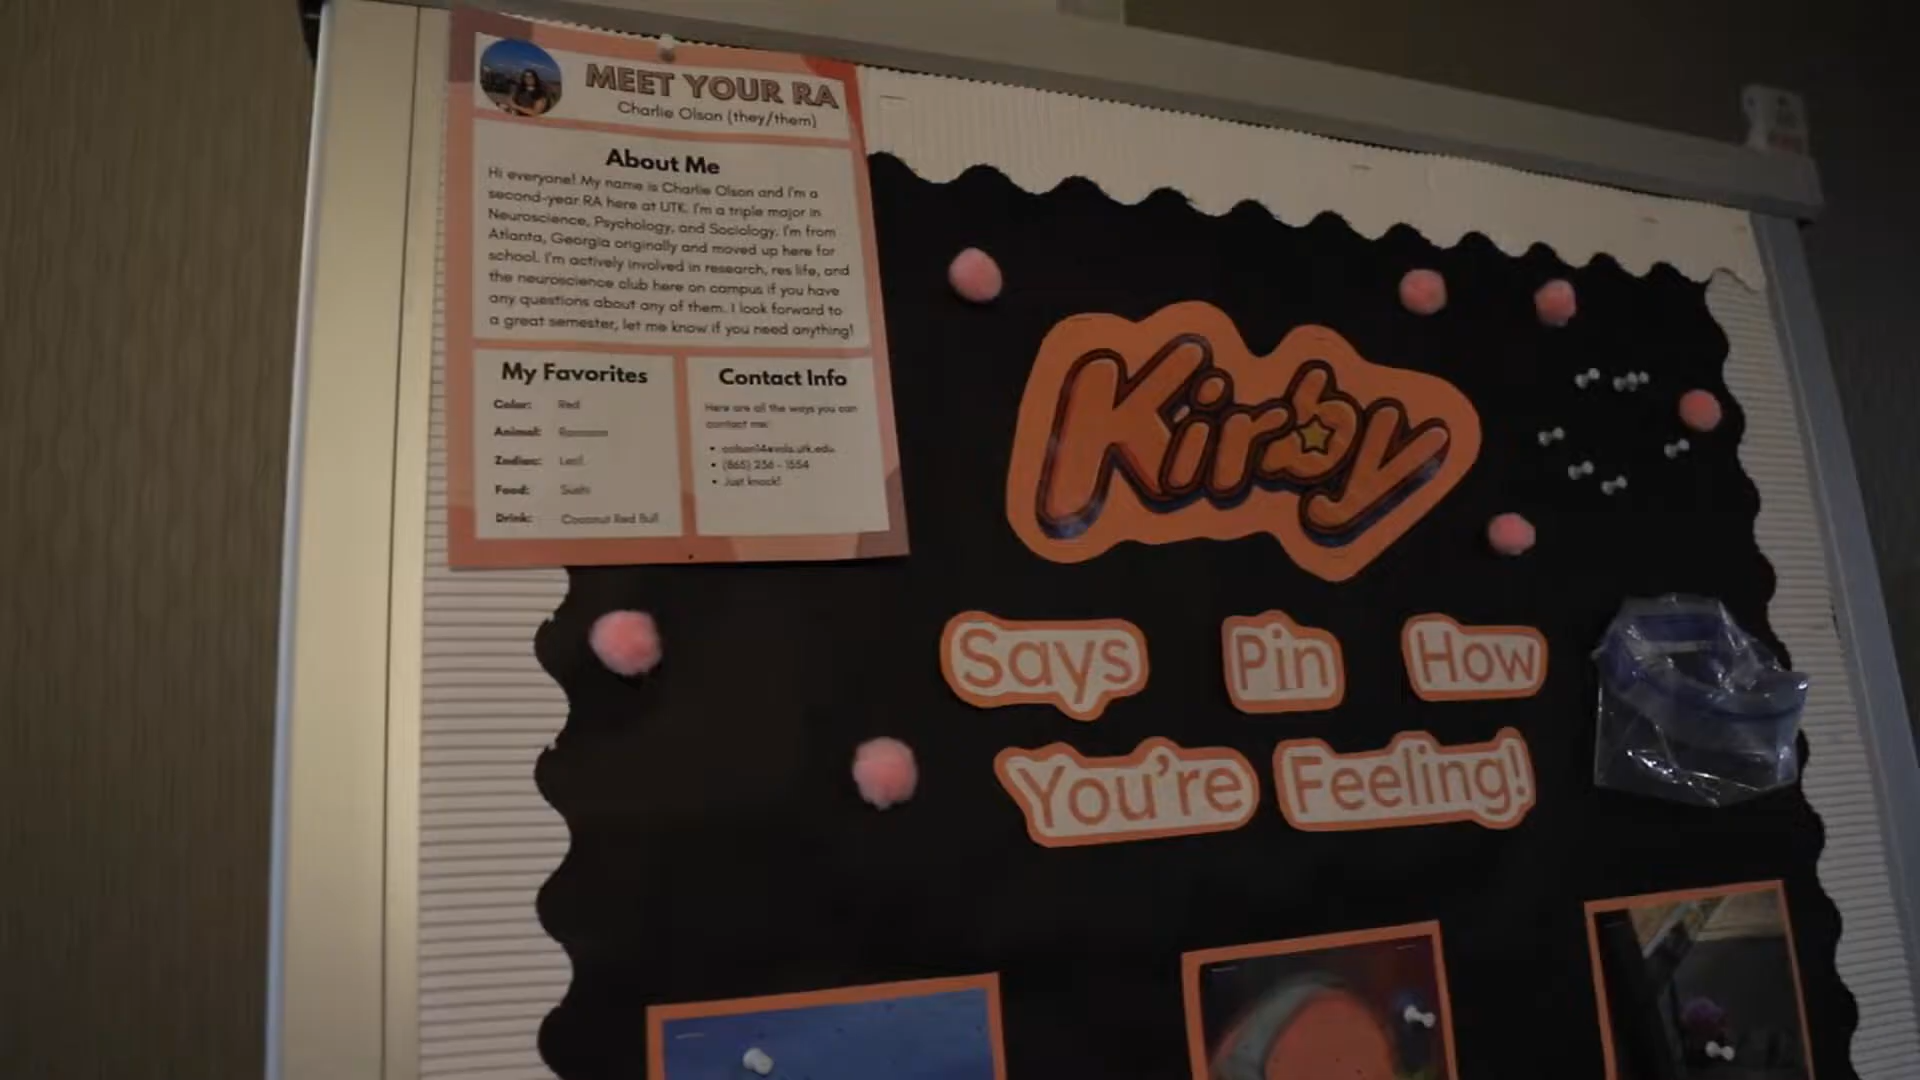 MEET YOUR RA
Charlie Olson (they/them)
About Me
Hi everyone! My name is Charlie Olson and I'm a
second-year RA here at UTK. I'm a triple major in
Neuroscience, Psychology, and Sociology. I'm from
Atlanta, Georgia originally and moved up here for
school. I'm actively involved in research, res life, and
the neuroscience club here on campus if you have
any questions about any of them. I look forward to
a great semester, let me know if you need anything!
My Favorites
Color: Red
Animal:
Zodiac: Leo!
Food: Sushi
Drink: Coconut Red Bull
Contact Info
Here are all the ways you can
contact me:
• Just knock!
Kirby
Says Pin How
You're Feeling!